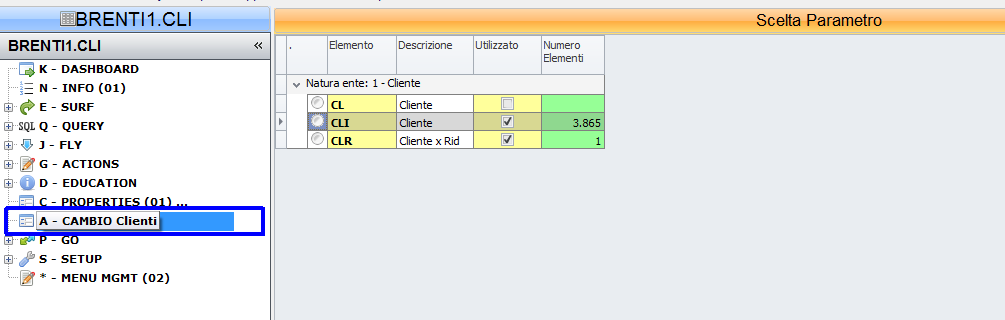 BRENTI1.CLI
BRENTI1.CLI «
K - DASHBOARD
N - INFO (01)
E - SURF
SQL Q - QUERY
J - FLY
G - ACTIONS
D - EDUCATION
C - PROPERTIES (01) ...
A - CAMBIO Clienti
P - GO
S - SETUP
* - MENU MGMT (02)
Scelta Parametro
. Elemento Descrizione Utilizzato Numero
Elementi
Natura ente: 1 - Cliente
CL Cliente
CLI Cliente 3.865
CLR Cliente x Rid 1